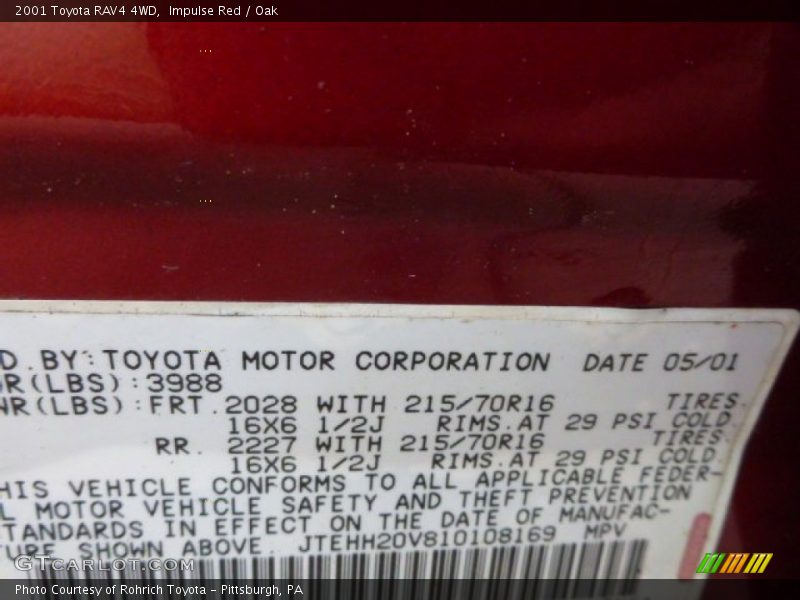 2001 Toyota RAV4 4WD, Impulse Red / Oak
D. BY: TOYOTA MOTOR CORPORATION DATE 05/01
R(LBS):3988
WR(LBS):FRT. 2028 WITH 215/70R16 TIRES.
16X6 1/2J RIMS. AT 29 PSI COLD.
RR. 2227 WITH 215/70R16 TIRES.
16X6 1/2J RIMS. AT 29 PSI COLD.
HIS VEHICLE CONFORMS TO ALL APPLICABLE FEDER-
L MOTOR VEHICLE SAFETY AND THEFT PREVENTION
TANDARDS IN EFFECT ON THE DATE OF MANUFAC-
SHOWN ABOVE JTEHH20V810108169 MPV
GTCarLot.com
Photo Courtesy of Rohrich Toyota - Pittsburgh, PA